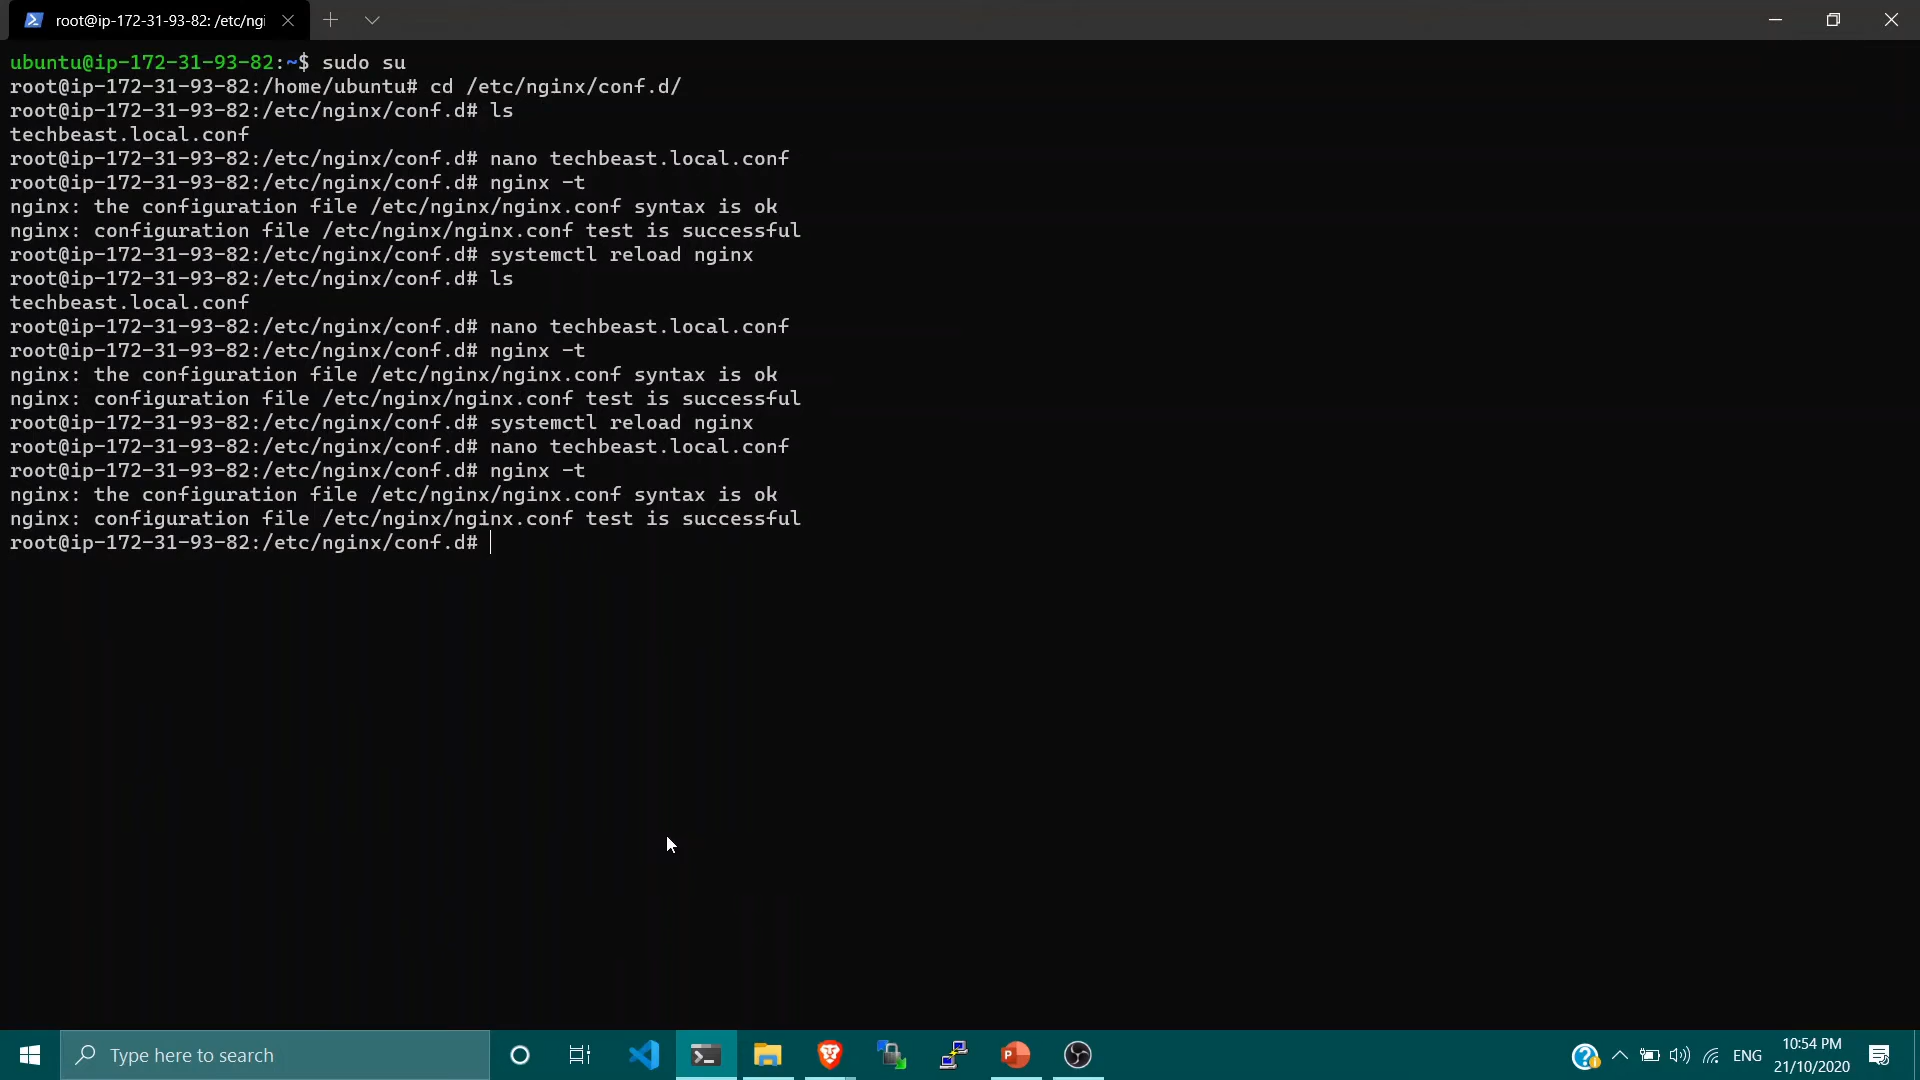 root@ip-172-31-93-82: /etc/ngi
ubuntu@ip-172-31-93-82:~$ sudo su
root@ip-172-31-93-82:/home/ubuntu# cd /etc/nginx/conf.d/
root@ip-172-31-93-82:/etc/nginx/conf.d# ls
techbeast.local.conf
root@ip-172-31-93-82:/etc/nginx/conf.d# nano techbeast.local.conf
root@ip-172-31-93-82:/etc/nginx/conf.d# nginx -t
nginx: the configuration file /etc/nginx/nginx.conf syntax is ok
nginx: configuration file /etc/nginx/nginx.conf test is successful
root@ip-172-31-93-82:/etc/nginx/conf.d# systemctl reload nginx
root@ip-172-31-93-82:/etc/nginx/conf.d# ls
techbeast.local.conf
root@ip-172-31-93-82:/etc/nginx/conf.d# nano techbeast.local.conf
root@ip-172-31-93-82:/etc/nginx/conf.d# nginx -t
nginx: the configuration file /etc/nginx/nginx.conf syntax is ok
nginx: configuration file /etc/nginx/nginx.conf test is successful
root@ip-172-31-93-82:/etc/nginx/conf.d# systemctl reload nginx
root@ip-172-31-93-82:/etc/nginx/conf.d# nano techbeast.local.conf
root@ip-172-31-93-82:/etc/nginx/conf.d# nginx -t
nginx: the configuration file /etc/nginx/nginx.conf syntax is ok
nginx: configuration file /etc/nginx/nginx.conf test is successful
root@ip-172-31-93-82:/etc/nginx/conf.d#
Type here to search
ENG
10:54 PM
21/10/2020